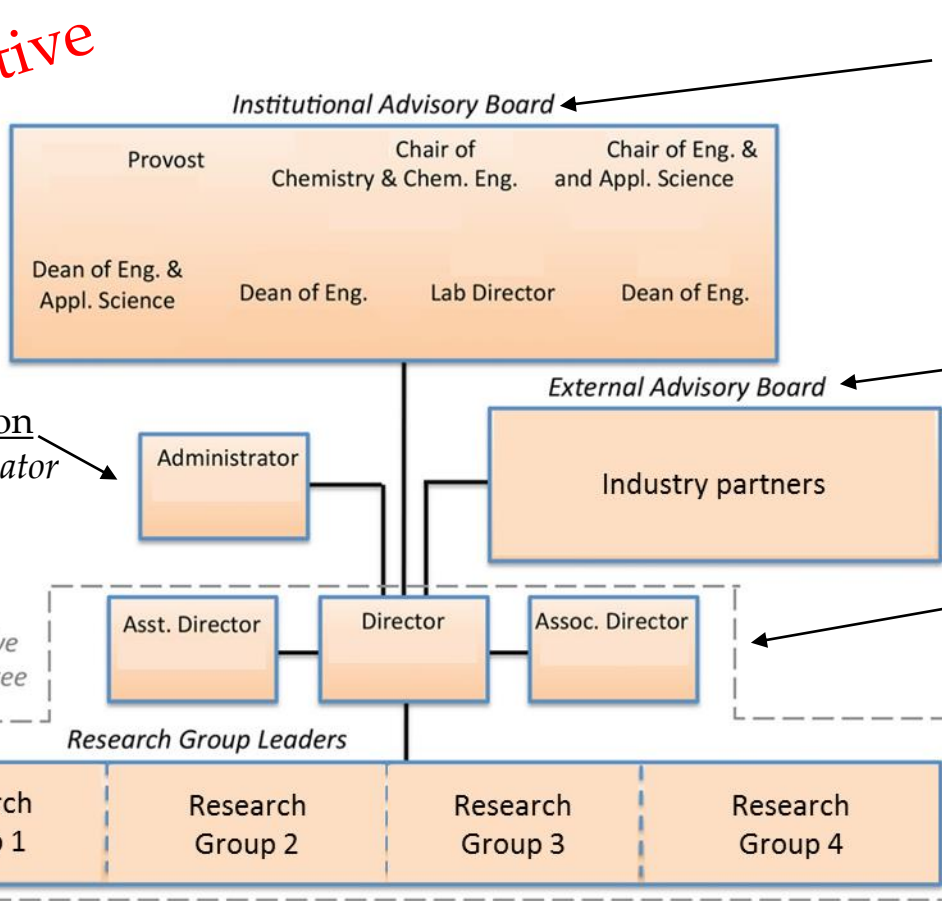 tive
Institutional Advisory Board
Provost
Chair of
Chemistry & Chem. Eng.
Chair of Eng. &
and Appl. Science
Dean of Eng. &
Appl. Science
Dean of Eng.
Lab Director
Dean of Eng.
External Advisory Board
on
ator
Administrator
Industry partners
Asst. Director
Director
Assoc. Director
ve
ee
Research Group Leaders
rch
1
Research
Group 2
Research
Group 3
Research
Group 4